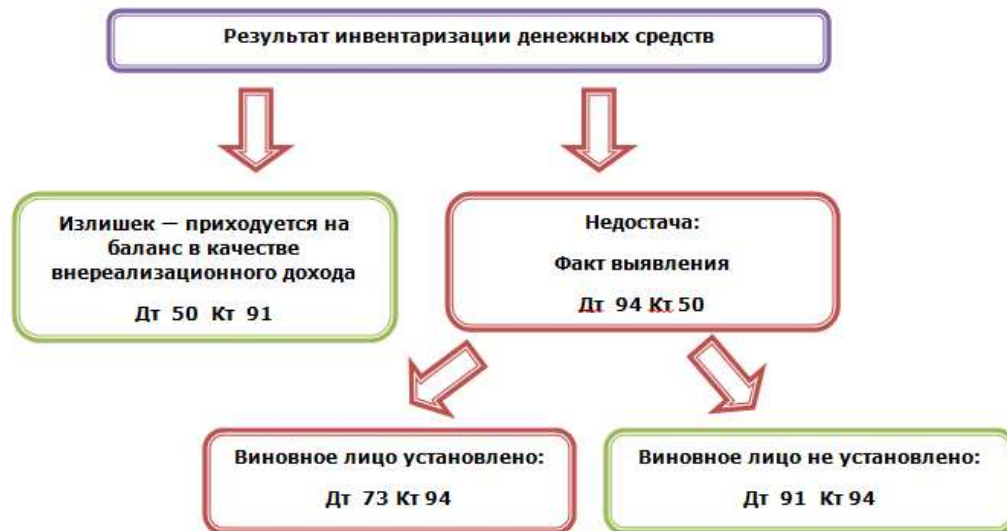 Результат инвентаризации денежных средств
Излишек — приходуется на
баланс в качестве
внереализационного дохода
Дт 50 Кт 91
Недостача:
Факт выявления
Дт 94 Кт 50
Виновное лицо установлено:
Дт 73 Кт 94
Виновное лицо не установлено:
Дт 91 Кт 94